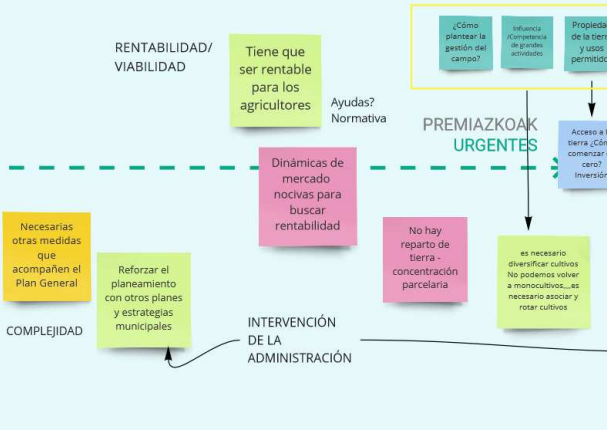 ¿Cómo
plantear la
gestión del
campo?
Influencia
/Competencia
de grandes
actividades
Propieda
de la tierr
y usos
permitido
RENTABILIDAD/
VIABILIDAD
Tiene que
ser rentable
para los
agricultores
Ayudas?
Normativa
PREMIAZKOAK
URGENTES
Acceso a l
tierra ¿Cóm
comenzar
cero?
Inversión
Dinámicas de
mercado
nocivas para
buscar
rentabilidad
Necesarias
otras medidas
que
acompañen el
Plan General
Reforzar el
planeamiento
con otros planes
y estrategias
municipales
No hay
reparto de
tierra -
concentración
parcelaria
es necesario
diversificar cultivos
No podemos volver
a monocultivos,,,,es
necesario asociar y
rotar cultivos
COMPLEJIDAD
INTERVENCIÓN
DE LA
ADMINISTRACIÓN